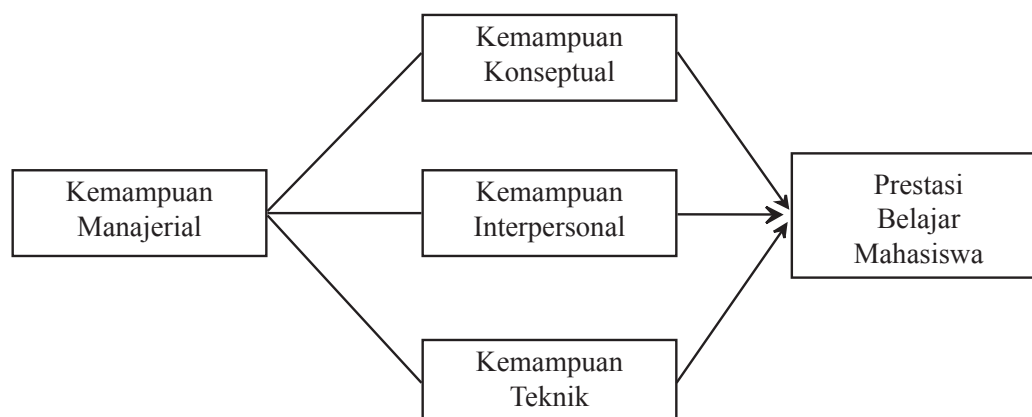 Kemampuan
Konseptual
Kemampuan
Manajerial
Kemampuan
Interpersonal
Prestasi
Belajar
Mahasiswa
Kemampuan
Teknik